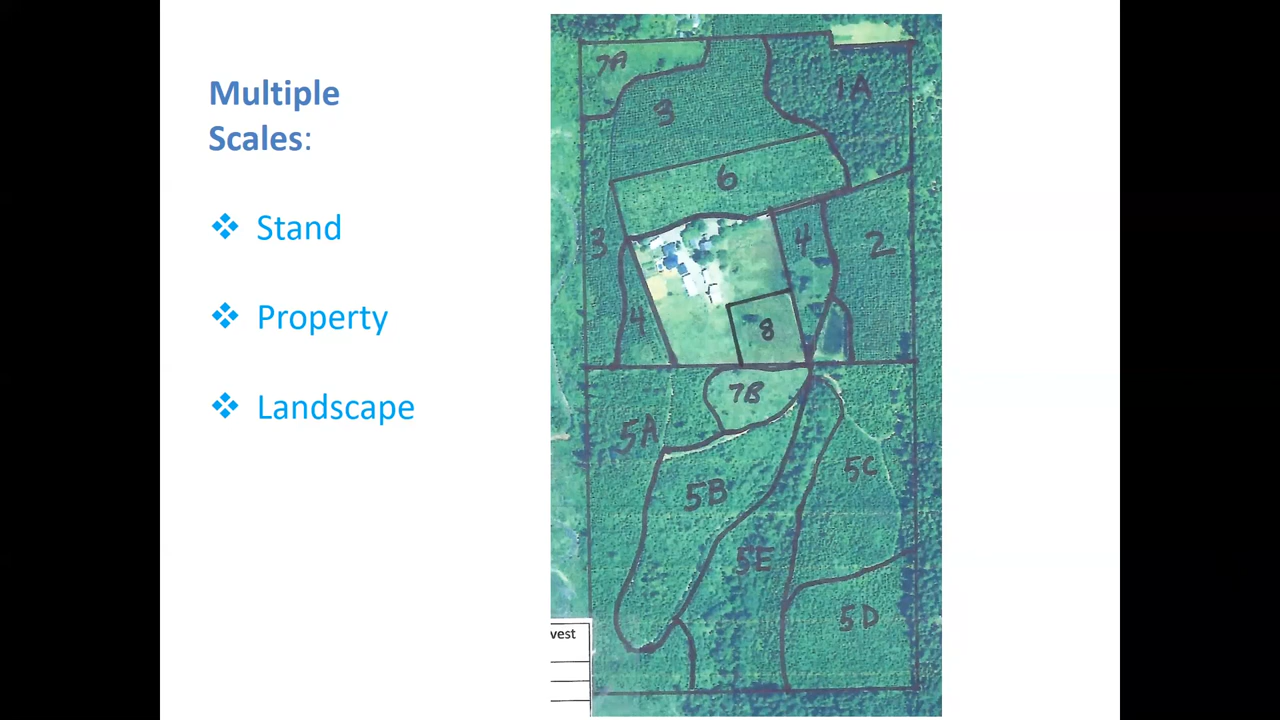 Multiple
Scales:
❖ Stand
❖ Property
❖ Landscape
7A
1A
3
6
3
4
2
4
8
7B
5A
5B
5C
5E
5D
vest